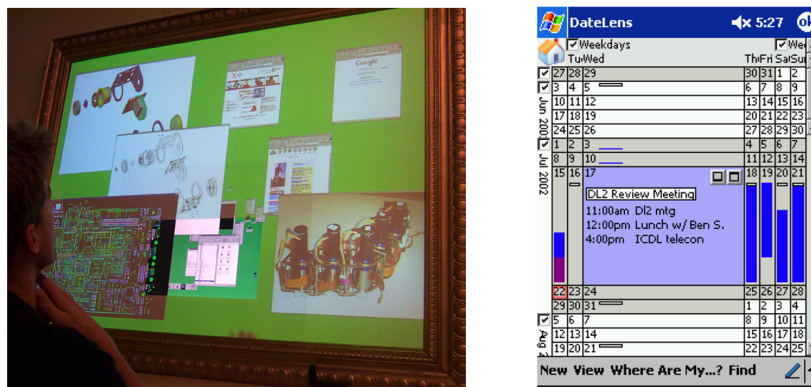 Google
DateLens 5:27
Weekdays
Tu Wed Th Fri Sat Su
27 28 29 30 31 1 2
3 4 5 6 7 8 9
10 11 12 13 14 15 16
17 18 19 20 21 22 23
24 25 26 27 28 29 30
1 2 3 4 5 6 7
8 9 10 11 12 13 14
15 16 17 18 19 20 21
DL2 Review Meeting
11:00am Dl2 mtg
12:00pm Lunch w/ Ben S.
4:00pm ICDL telecon
22 23 24 25 26 27 28
29 30 31 1 2 3 4
5 6 7 8 9 10 11
12 13 14 15 16 17 18
19 20 21 22 23 24 25
Jul 2002
New View Where Are My...? Find